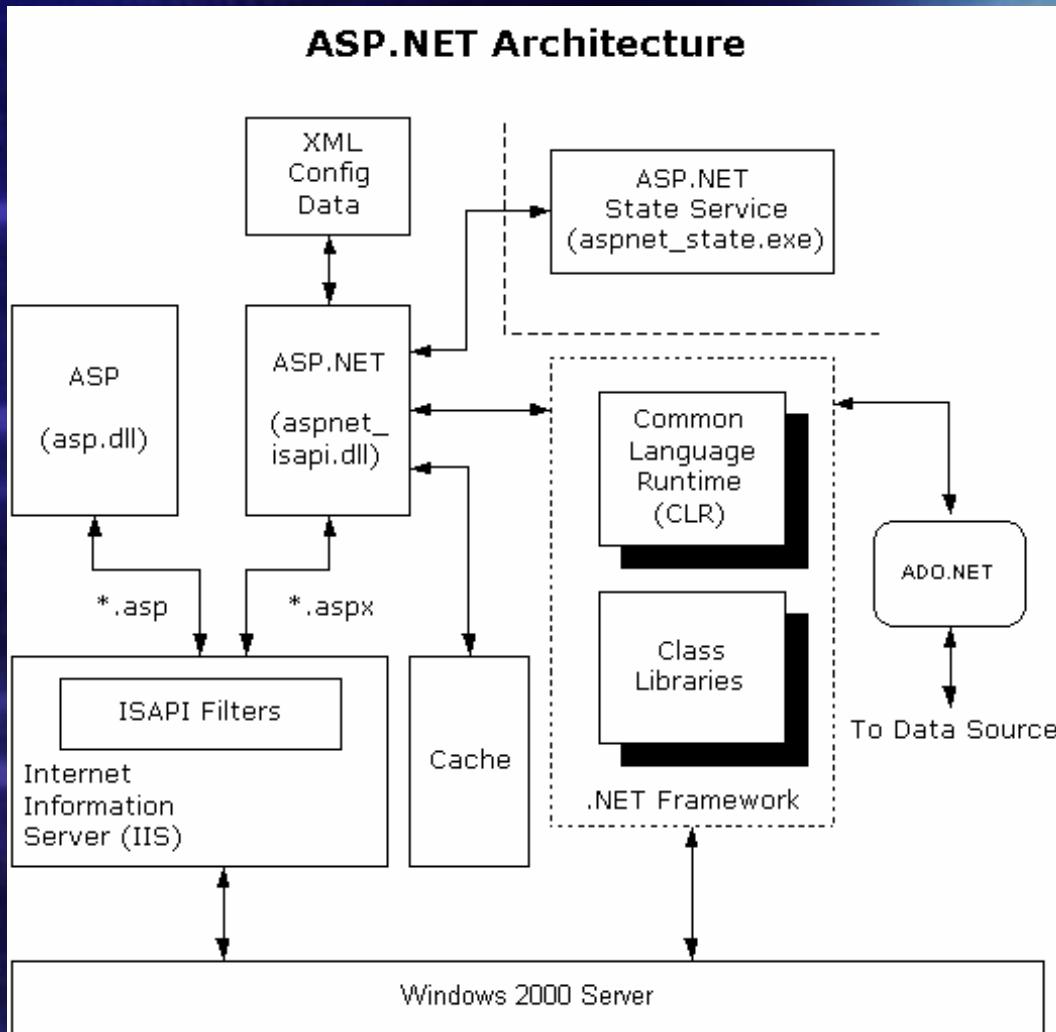 ASP.NET Architecture
XML
Config
Data
ASP.NET
State Service
(aspnet_state.exe)
ASP
(asp.dll)
ASP.NET
(aspnet_
isapi.dll)
Common
Language
Runtime
(CLR)
ADO.NET
*.asp
*.aspx
Class
Libraries
ISAPI Filters
Internet
Information
Server (IIS)
Cache
To Data Source
.NET Framework
Windows 2000 Server